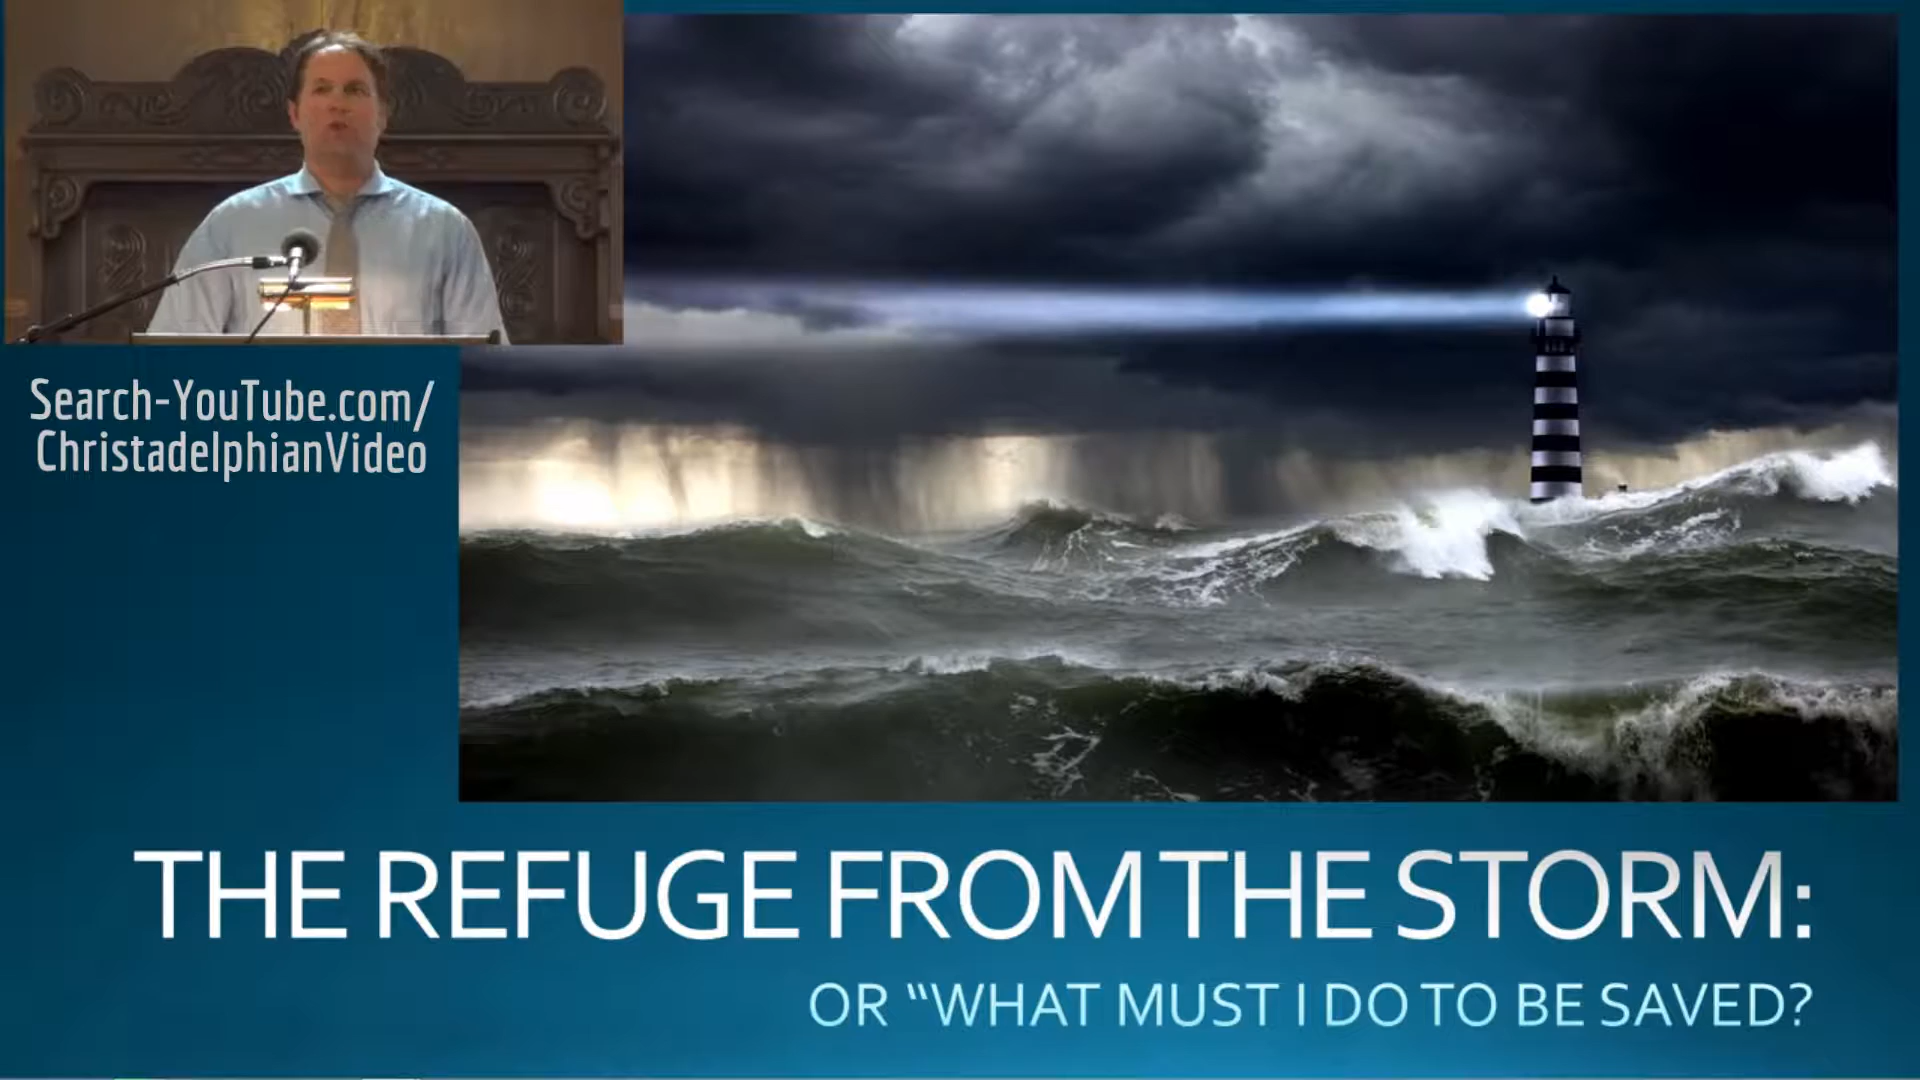 Search-YouTube.com/
ChristadelphianVideo
THE REFUGE FROM THE STORM:
OR “WHAT MUST I DO TO BE SAVED?